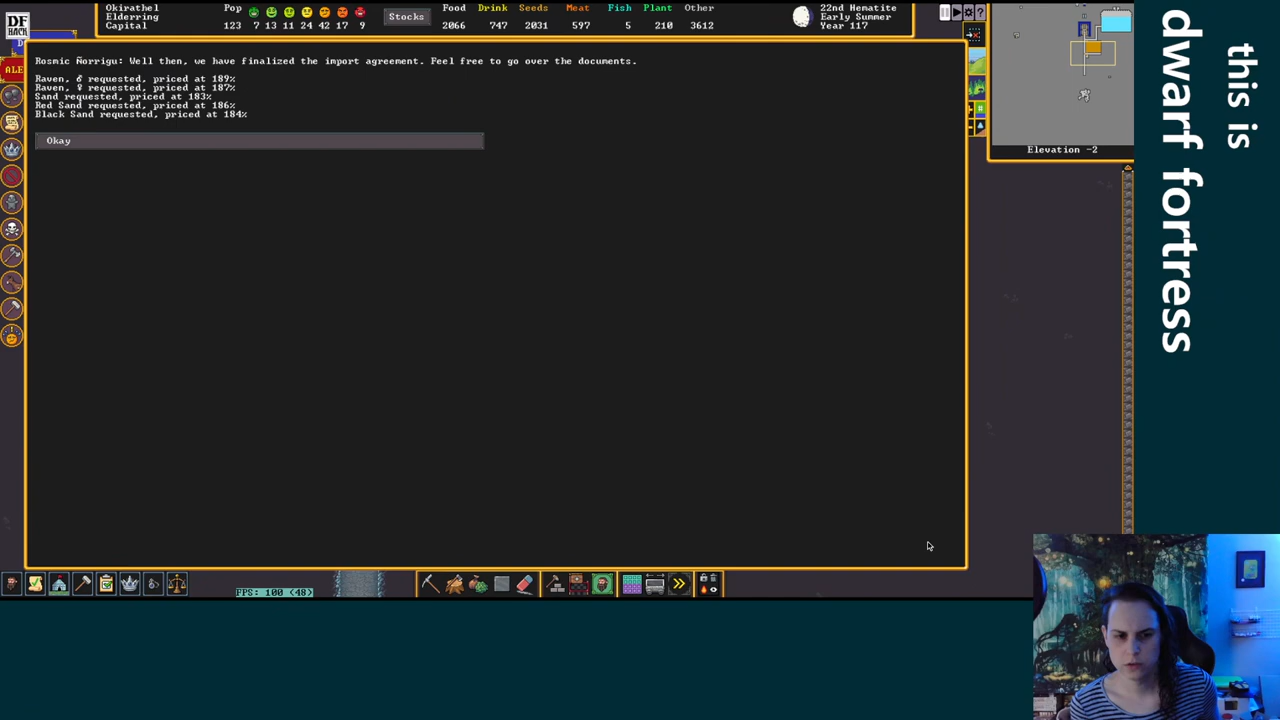 DF
HACK
Okirathel
Elderring
Capital
Pop
123 7 13 11 24 42 17 9
Stocks
Food Drink Seeds Meat Fish Plant Other
2066 747 2031 597 5 210 3612
22nd Hematite
Early Summer
Year 117
D
ALE
Rosmic Ñorrigu: Well then, we have finalized the import agreement. Feel free to go over the documents.
Raven, ♂ requested, priced at 189%
Raven, ♀ requested, priced at 187%
Sand requested, priced at 183%
Red Sand requested, priced at 186%
Black Sand requested, priced at 184%
Okay
Elevation -2
FPS: 100 (48)
this is
dwarf fortress